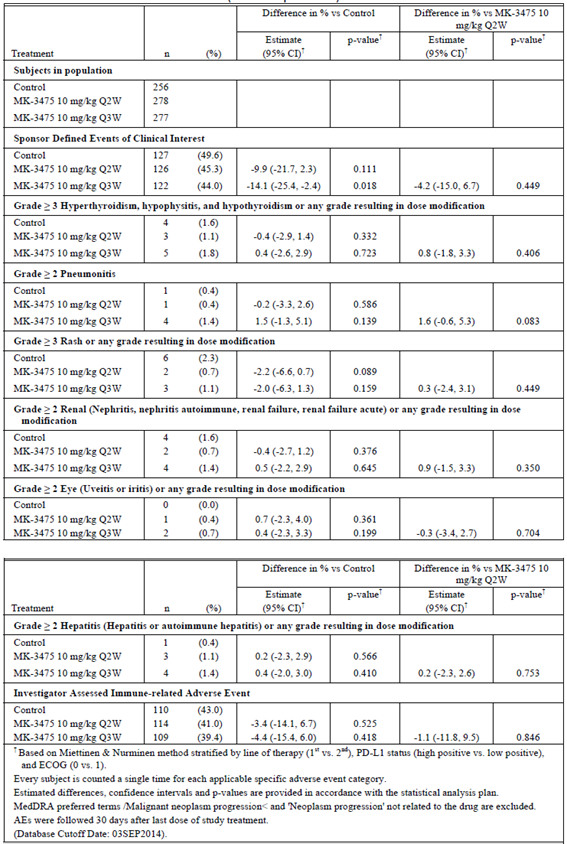 Difference in % vs Control Difference in % vs MK-3475 10
mg/kg Q2W
Estimate p-value† Estimate p-value†
Treatment n (%) (95% CI)† (95% CI)†
Subjects in population
Control 256
MK-3475 10 mg/kg Q2W 278
MK-3475 10 mg/kg Q3W 277
Sponsor Defined Events of Clinical Interest
Control 127 (49.6)
MK-3475 10 mg/kg Q2W 126 (45.3) -9.9 (-21.7, 2.3) 0.111
MK-3475 10 mg/kg Q3W 122 (44.0) -14.1 (-25.4, -2.4) 0.018 -4.2 (-15.0, 6.7) 0.449
Grade ≥ 3 Hyperthyroidism, hypophysitis, and hypothyroidism or any grade resulting in dose modification
Control 4 (1.6)
MK-3475 10 mg/kg Q2W 3 (1.1) -0.4 (-2.9, 1.4) 0.332
MK-3475 10 mg/kg Q3W 5 (1.8) 0.4 (-2.6, 2.9) 0.723 0.8 (-1.8, 3.3) 0.406
Grade ≥ 2 Pneumonitis
Control 1 (0.4)
MK-3475 10 mg/kg Q2W 1 (0.4) -0.2 (-3.3, 2.6) 0.586
MK-3475 10 mg/kg Q3W 4 (1.4) 1.5 (-1.3, 5.1) 0.139 1.6 (-0.6, 5.3) 0.083
Grade ≥ 3 Rash or any grade resulting in dose modification
Control 6 (2.3)
MK-3475 10 mg/kg Q2W 2 (0.7) -2.2 (-6.6, 0.7) 0.089
MK-3475 10 mg/kg Q3W 3 (1.1) -2.0 (-6.3, 1.3) 0.159 0.3 (-2.4, 3.1) 0.449
Grade ≥ 2 Renal (Nephritis, nephritis autoimmune, renal failure, renal failure acute) or any grade resulting in dose
modification
Control 4 (1.6)
MK-3475 10 mg/kg Q2W 2 (0.7) -0.4 (-2.7, 1.2) 0.376
MK-3475 10 mg/kg Q3W 4 (1.4) 0.5 (-2.2, 2.9) 0.645 0.9 (-1.5, 3.3) 0.350
Grade ≥ 2 Eye (Uveitis or iritis) or any grade resulting in dose modification
Control 0 (0.0)
MK-3475 10 mg/kg Q2W 1 (0.4) 0.7 (-2.3, 4.0) 0.361
MK-3475 10 mg/kg Q3W 2 (0.7) 0.4 (-2.3, 3.3) 0.199 -0.3 (-3.4, 2.7) 0.704
Difference in % vs Control Difference in % vs MK-3475 10
mg/kg Q2W
Estimate p-value† Estimate p-value†
Treatment n (%) (95% CI)† (95% CI)†
Grade ≥ 2 Hepatitis (Hepatitis or autoimmune hepatitis) or any grade resulting in dose modification
Control 1 (0.4)
MK-3475 10 mg/kg Q2W 3 (1.1) 0.2 (-2.3, 2.9) 0.566
MK-3475 10 mg/kg Q3W 4 (1.4) 0.4 (-2.0, 3.0) 0.410 0.2 (-2.3, 2.6) 0.753
Investigator Assessed Immune-related Adverse Event
Control 110 (43.0)
MK-3475 10 mg/kg Q2W 114 (41.0) -3.4 (-14.1, 6.7) 0.525
MK-3475 10 mg/kg Q3W 109 (39.4) -4.4 (-15.4, 6.0) 0.418 -1.1 (-11.8, 9.5) 0.846
† Based on Miettinen & Nurminen method stratified by line of therapy (1st vs. 2nd), PD-L1 status (high positive vs. low positive),
and ECOG (0 vs. 1).
Every subject is counted a single time for each applicable specific adverse event category.
Estimated differences, confidence intervals and p-values are provided in accordance with the statistical analysis plan.
MedDRA preferred terms /Malignant neoplasm progression< and 'Neoplasm progression' not related to the drug are excluded.
AEs were followed 30 days after last dose of study treatment.
(Database Cutoff Date: 03SEP2014).